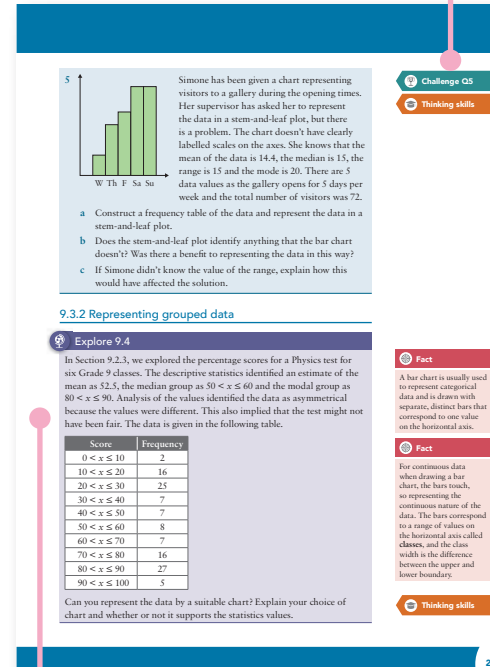 5
Simone has been given a chart representing
visitors to a gallery during the opening times.
Her supervisor has asked her to represent
the data in a stem-and-leaf plot, but there
is a problem. The chart doesn't have clearly
labelled scales on the axes. She knows that the
mean of the data is 14.4, the median is 15, the
range is 15 and the mode is 20. There are 5
data values as the gallery opens for 5 days per
week and the total number of visitors was 72.
W Th F Sa Su
a Construct a frequency table of the data and represent the data in a
stem-and-leaf plot.
b Does the stem-and-leaf plot identify anything that the bar chart
doesn't? Was there a benefit to representing the data in this way?
c If Simone didn't know the value of the range, explain how this
would have affected the solution.
Challenge Q5
Thinking skills
9.3.2 Representing grouped data
Explore 9.4
In Section 9.2.3, we explored the percentage scores for a Physics test for
six Grade 9 classes. The descriptive statistics identified an estimate of the
mean as 52.5, the median group as 50 < x ≤ 60 and the modal group as
80 < x ≤ 90. Analysis of the values identified the data as asymmetrical
because the values were different. This also implied that the test might not
have been fair. The data is given in the following table.
Score Frequency
0 < x ≤ 10 2
10 < x ≤ 20 16
20 < x ≤ 30 25
30 < x ≤ 40 7
40 < x ≤ 50 7
50 < x ≤ 60 8
60 < x ≤ 70 7
70 < x ≤ 80 16
80 < x ≤ 90 27
90 < x ≤ 100 5
Can you represent the data by a suitable chart? Explain your choice of
chart and whether or not it supports the statistics values.
Fact
A bar chart is usually used
to represent categorical
data and is drawn with
separate, distinct bars that
correspond to one value
on the horizontal axis.
Fact
For continuous data
when drawing a bar
chart, the bars touch,
so representing the
continuous nature of the
data. The bars correspond
to a range of values on
the horizontal axis called
classes, and the class
width is the difference
between the upper and
lower boundary.
Thinking skills
2